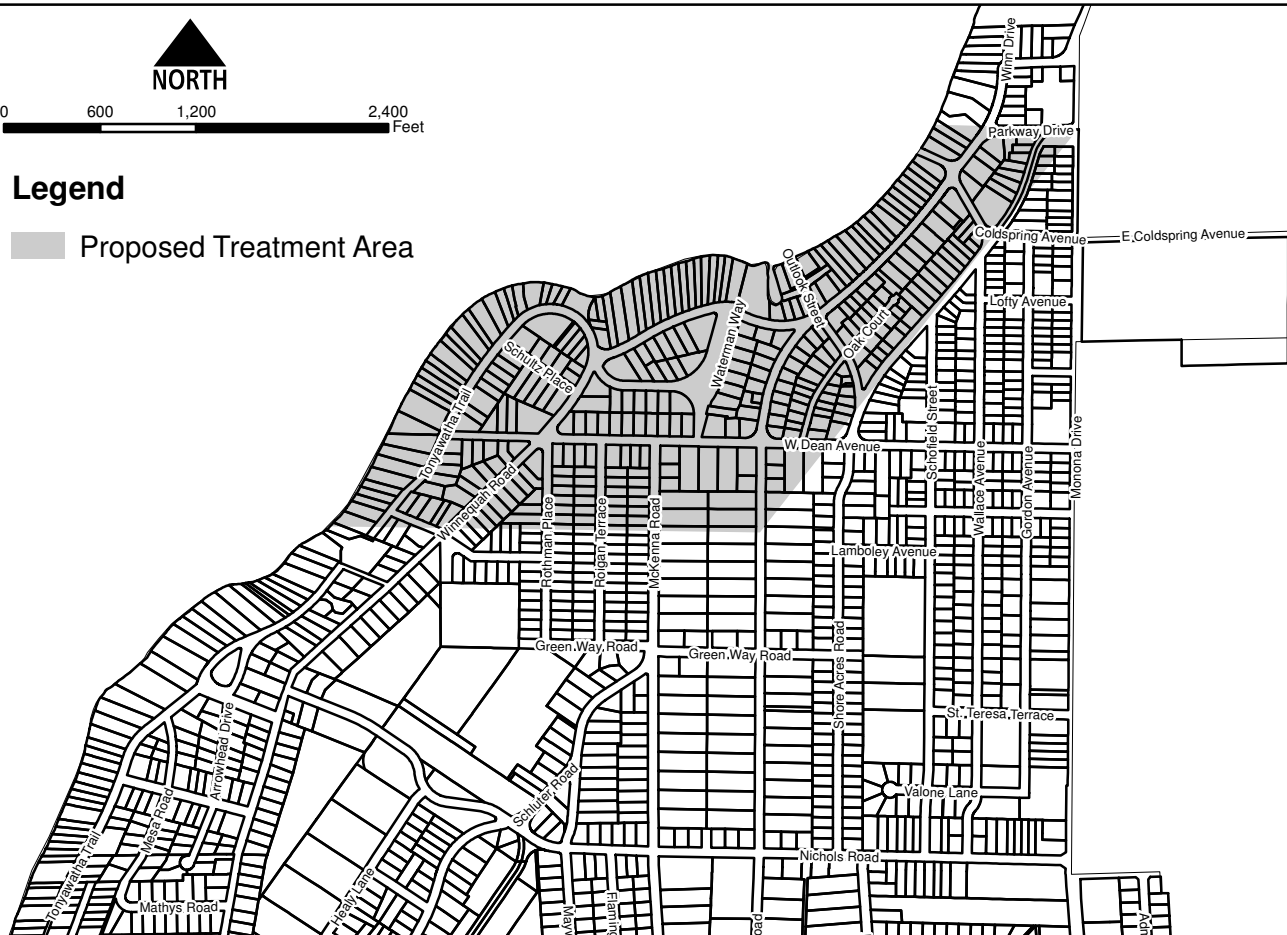 NORTH
0 600 1,200 2,400
Feet
Legend
Proposed Treatment Area
Winn Drive
Parkway Drive
Coldspring Avenue
E Coldspring Avenue
Outlook Street
Lofty Avenue
Oak Court
Waterman Way
Schultz Place
Tonyawatha Trail
W Dean Avenue
Schofield Street
Wallace Avenue
Gordon Avenue
Monona Drive
Winnequah Road
Rothman Place
Roigan Terrace
McKenna Road
Lamboley Avenue
Green Way Road
Green Way Road
Shore Acres Road
St. Teresa Terrace
Arrowhead Drive
Schluter Road
Valone Lane
Mesa Road
Nichols Road
Tonyawatha Trail
Healy Lane
Mathys Road
Mayw
Flaming
oad